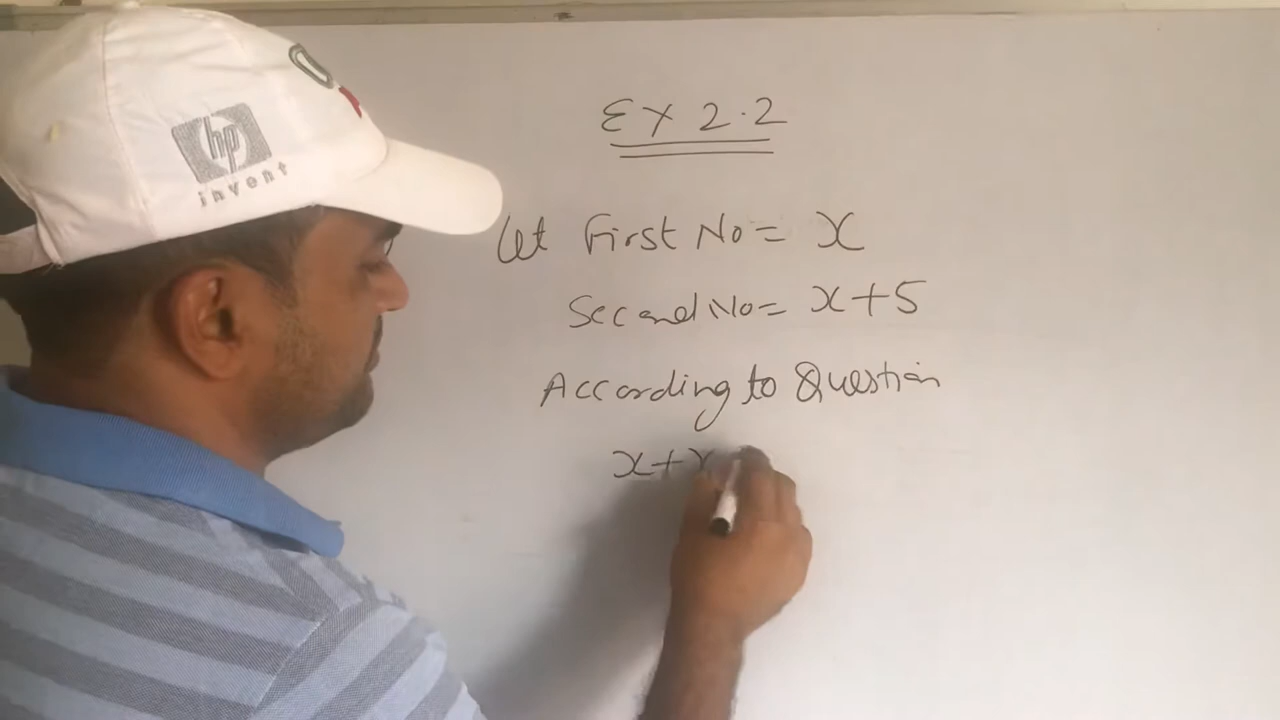 hp
invent
EX 2.2
Let First No = x
Second No = x+5
According to Question
x+x